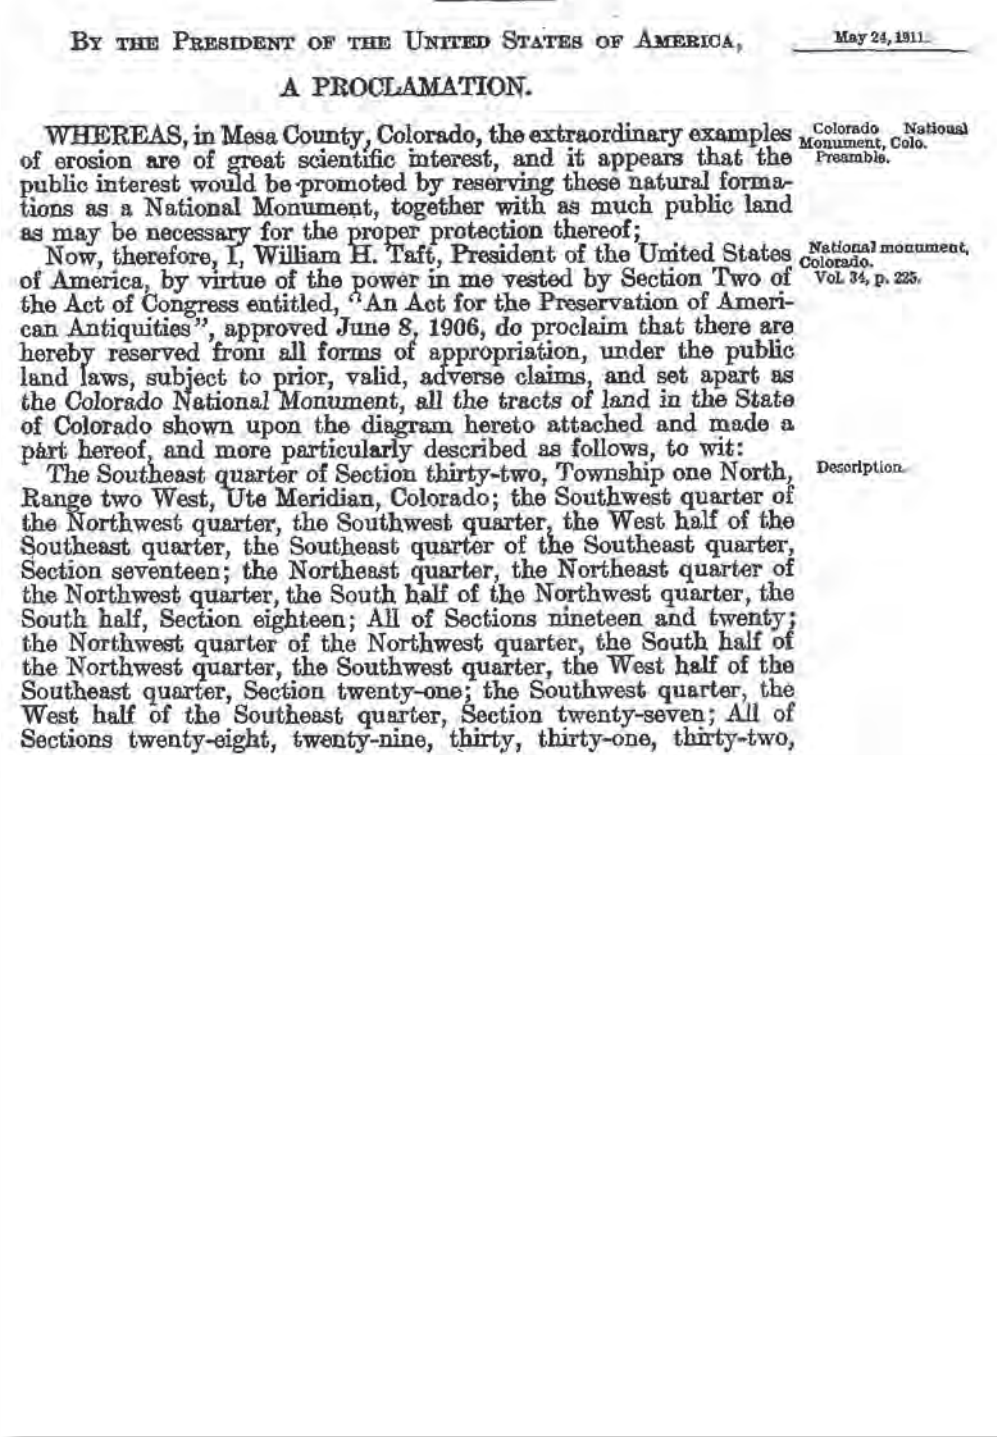 BY THE PRESIDENT OF THE UNITED STATES OF AMERICA,
May 24, 1911.
A PROCLAMATION.
WHEREAS, in Mesa County, Colorado, the extraordinary examples
of erosion are of great scientific interest, and it appears that the
public interest would be promoted by reserving these natural forma-
tions as a National Monument, together with as much public land
as may be necessary for the proper protection thereof;
Colorado National
Monument, Colo.
Preamble.
Now, therefore, I, William H. Taft, President of the United States
of America, by virtue of the power in me vested by Section Two of
the Act of Congress entitled, "An Act for the Preservation of Ameri-
can Antiquities", approved June 8, 1906, do proclaim that there are
hereby reserved from all forms of appropriation, under the public
land laws, subject to prior, valid, adverse claims, and set apart as
the Colorado National Monument, all the tracts of land in the State
of Colorado shown upon the diagram hereto attached and made a
part hereof, and more particularly described as follows, to wit:
National monument,
Colorado.
Vol. 34, p. 225.
The Southeast quarter of Section thirty-two, Township one North,
Range two West, Ute Meridian, Colorado; the Southwest quarter of
the Northwest quarter, the Southwest quarter, the West half of the
Southeast quarter, the Southeast quarter of the Southeast quarter,
Section seventeen; the Northeast quarter, the Northeast quarter of
the Northwest quarter, the South half of the Northwest quarter, the
South half, Section eighteen; All of Sections nineteen and twenty;
the Northwest quarter of the Northwest quarter, the South half of
the Northwest quarter, the Southwest quarter, the West half of the
Southeast quarter, Section twenty-one; the Southwest quarter, the
West half of the Southeast quarter, Section twenty-seven; All of
Sections twenty-eight, twenty-nine, thirty, thirty-one, thirty-two,
Description.